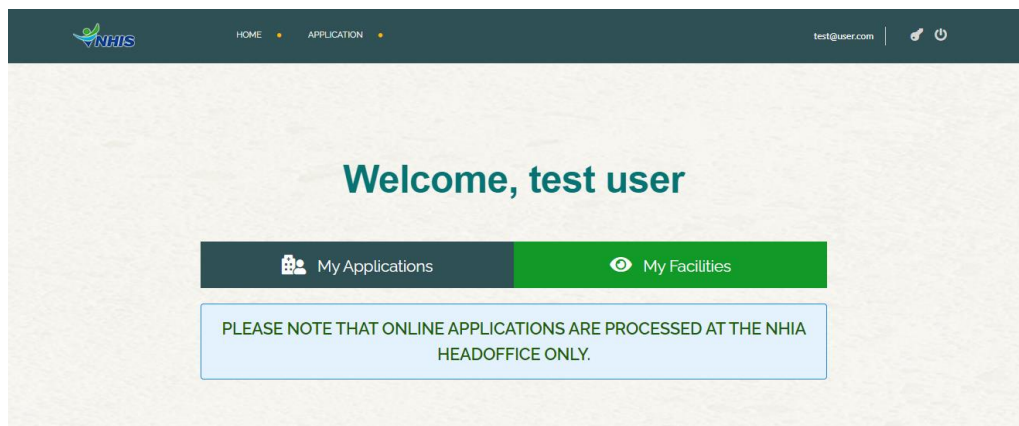 NHIS
HOME
APPLICATION
test@user.com
Welcome, test user
My Applications
My Facilities
PLEASE NOTE THAT ONLINE APPLICATIONS ARE PROCESSED AT THE NHIA
HEADOFFICE ONLY.